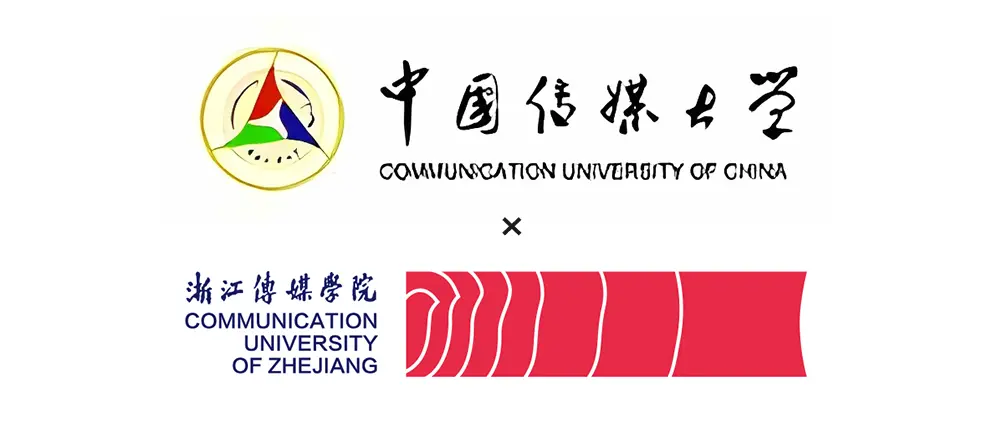 中国传媒大学
COMMUNICATION UNIVERSITY OF CHINA
×
浙江傳媒學院
COMMUNICATION
UNIVERSITY
OF ZHEJIANG